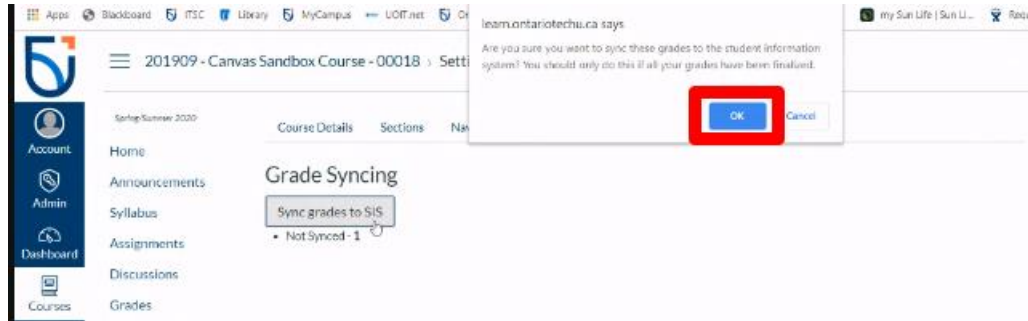 Apps Blackboard ITSC Library MyCampus UOIT.net my Sun Life | Sun Li...
learn.ontariotechu.ca says
Are you sure you want to sync these grades to the student information
system? You should only do this if all your grades have been finalized.
OK Cancel
201909 - Canvas Sandbox Course - 00018 › Setti
Spring/Summer 2020
Course Details Sections Nav
Account
Home
Announcements
Grade Syncing
Admin
Syllabus
Sync grades to SIS
Assignments
• Not Synced - 1
Dashboard
Discussions
Courses
Grades